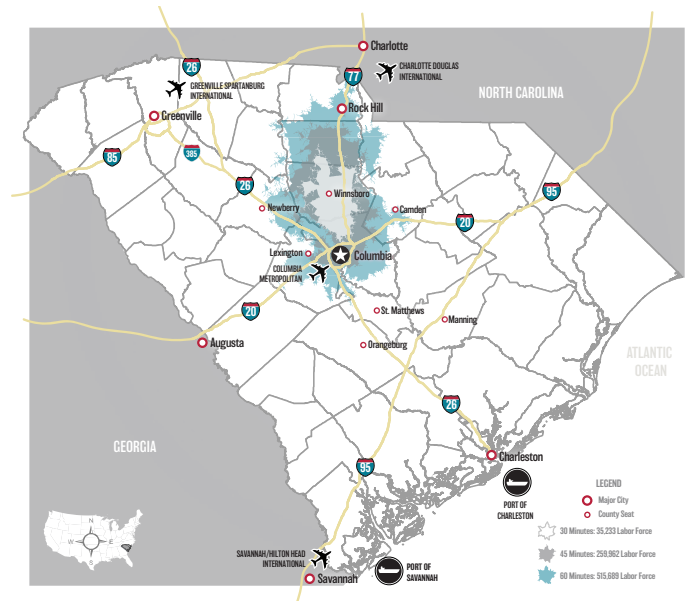 Charlotte
26
77
CHARLOTTE DOUGLAS
INTERNATIONAL
GREENVILLE SPARTANBURG
INTERNATIONAL
NORTH CAROLINA
Rock Hill
Greenville
85
385
26
95
Winnsboro
Newberry
Camden
20
Lexington
Columbia
COLUMBIA
METROPOLITAN
20
St. Matthews
Manning
Augusta
Orangeburg
ATLANTIC
OCEAN
26
GEORGIA
Charleston
95
PORT OF
CHARLESTON
LEGEND
Major City
County Seat
30 Minutes: 35,233 Labor Force
45 Minutes: 259,962 Labor Force
60 Minutes: 515,689 Labor Force
N
W
E
S
SAVANNAH/HILTON HEAD
INTERNATIONAL
PORT OF
SAVANNAH
Savannah